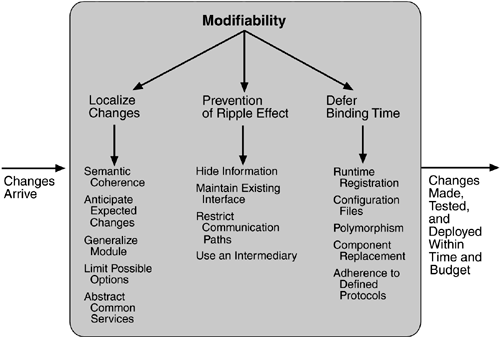 Modifiability
Localize
Changes
Prevention
of Ripple Effect
Defer
Binding Time
Changes
Arrive
Semantic
Coherence
Anticipate
Expected
Changes
Generalize
Module
Limit Possible
Options
Abstract
Common
Services
Hide Information
Maintain Existing
Interface
Restrict
Communication
Paths
Use an Intermediary
Runtime
Registration
Configuration
Files
Polymorphism
Component
Replacement
Adherence to
Defined
Protocols
Changes
Made,
Tested,
and
Deployed
Within
Time and
Budget